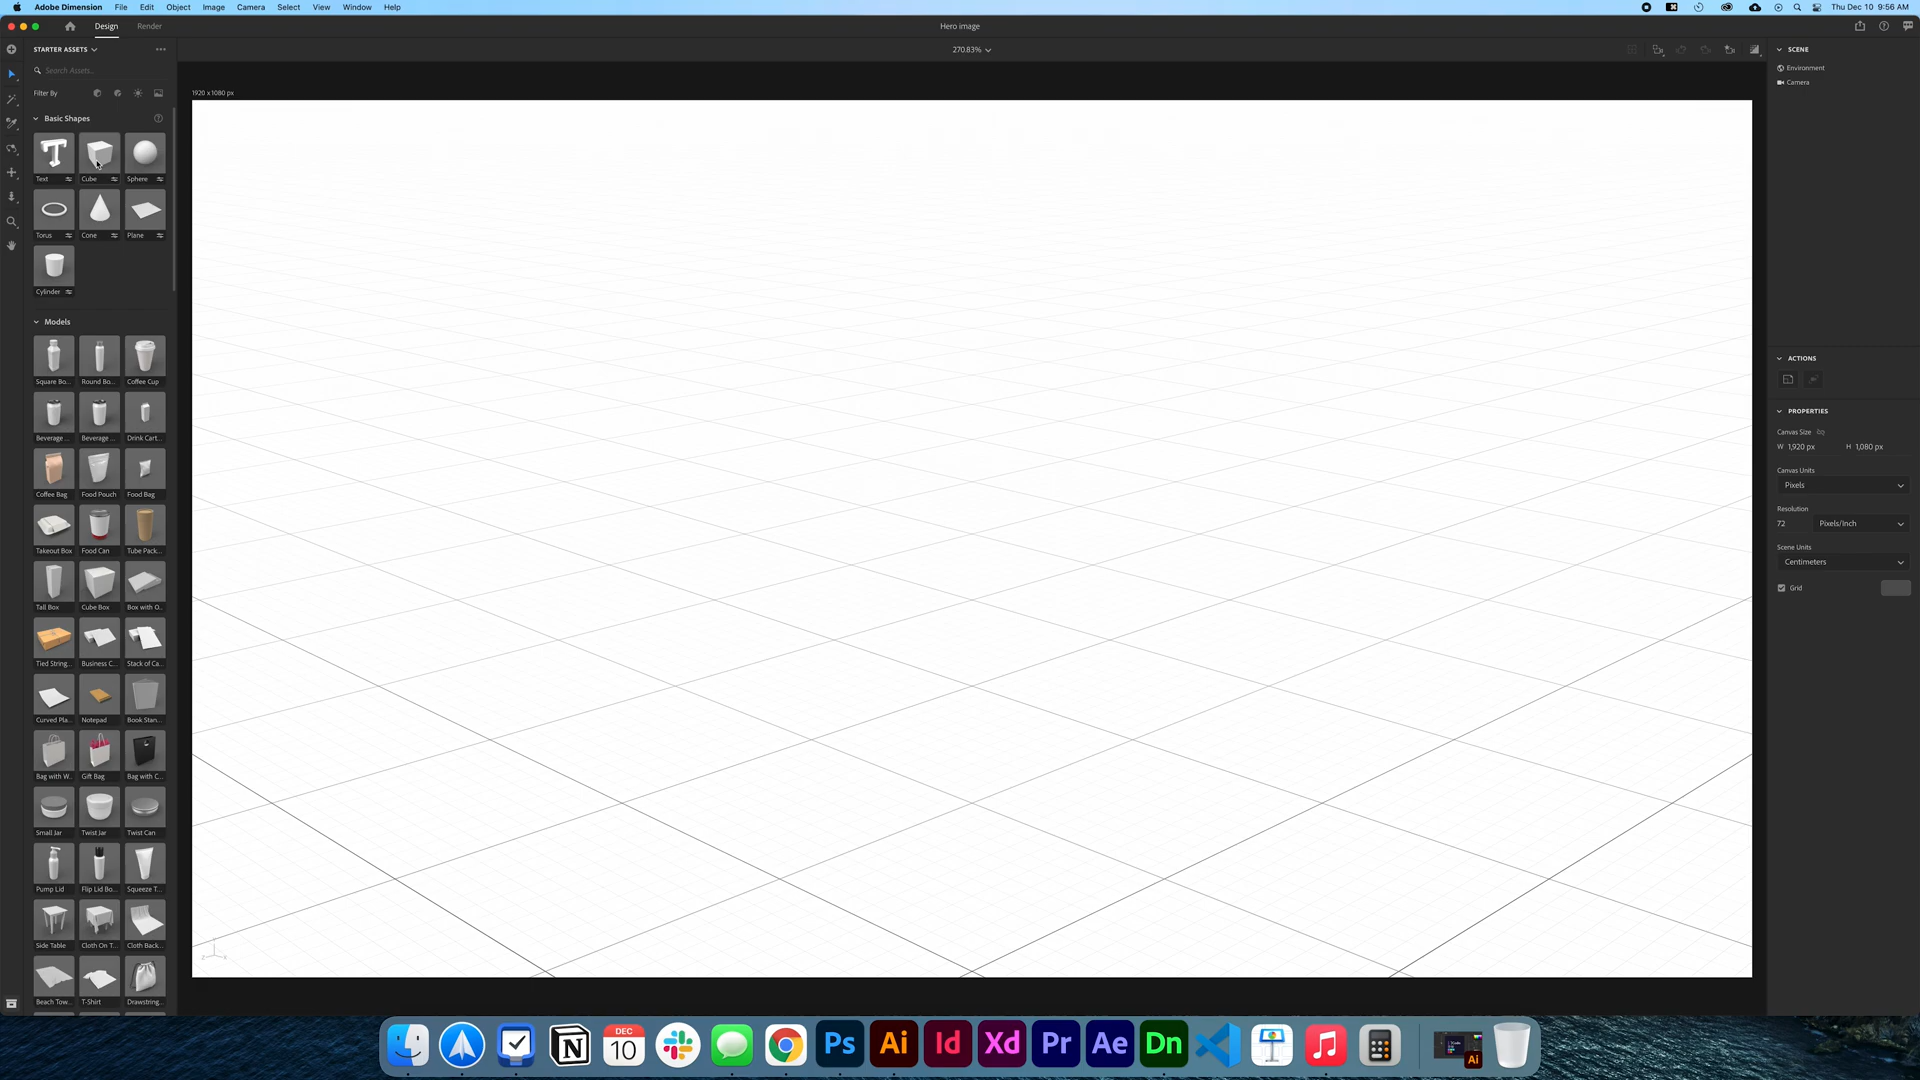 Adobe Dimension File Edit Object Image Camera Select View Window Help Thu Dec 10 9:56 AM
Design Render Hero image
STARTER ASSETS 270.83% SCENE
Search Assets... Environment
Camera
Filter By 1920 x 1080 px
Basic Shapes
Text Cube Sphere
Torus Cone Plane
Cylinder
Models
Square Bo... Round Bo... Coffee Cup
Beverage ... Beverage ... Drink Cart...
Coffee Bag Food Pouch Food Bag
Takeout Box Food Can Tube Pack...
Tall Box Cube Box Box with O...
Tied String... Business C... Stack of Ca...
Curved Pla... Notepad Book Stan...
Bag with W... Gift Bag Bag with C...
Small Jar Twist Jar Twist Can
Pump Lid Flip Lid Bo... Squeeze T...
Side Table Cloth On T... Cloth Back...
Beach Tow... T-Shirt Drawstring...
ACTIONS
PROPERTIES
Canvas Size
W 1,920 px H 1,080 px
Canvas Units
Pixels
Resolution
72 Pixels/Inch
Scene Units
Centimeters
Grid
DEC
10
Ps Ai Id Xd Pr Ae Dn Ai